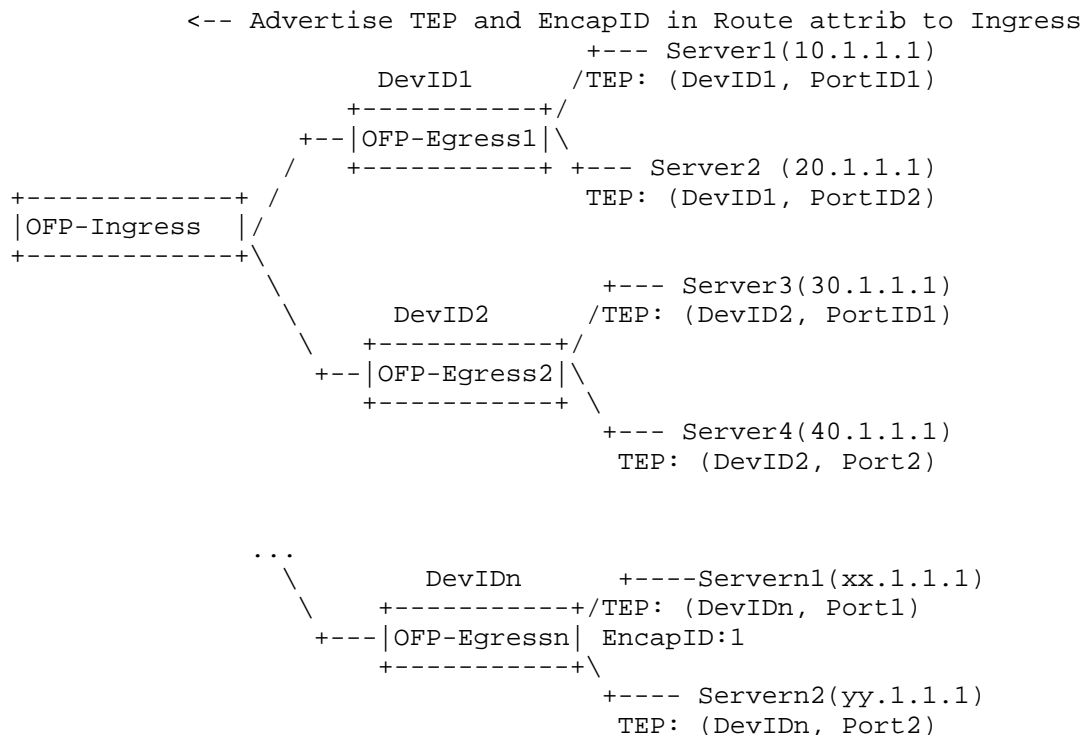 <-- Advertise TEP and EncapID in Route attrib to Ingress
+--- Server1(10.1.1.1)
DevID1 /TEP: (DevID1, PortID1)
+-----------+/
+--|OFP-Egress1|\
/ +-----------+ +--- Server2 (20.1.1.1)
+-------------+ / TEP: (DevID1, PortID2)
|OFP-Ingress |/
+-------------+\
\ +--- Server3(30.1.1.1)
\ DevID2 /TEP: (DevID2, PortID1)
\ +-----------+/
+--|OFP-Egress2|\
+-----------+ \
+--- Server4(40.1.1.1)
TEP: (DevID2, Port2)
...
\ DevIDn +----Servern1(xx.1.1.1)
\ +-----------+/TEP: (DevIDn, Port1)
+---|OFP-Egressn| EncapID:1
+-----------+\
+---- Servern2(yy.1.1.1)
TEP: (DevIDn, Port2)